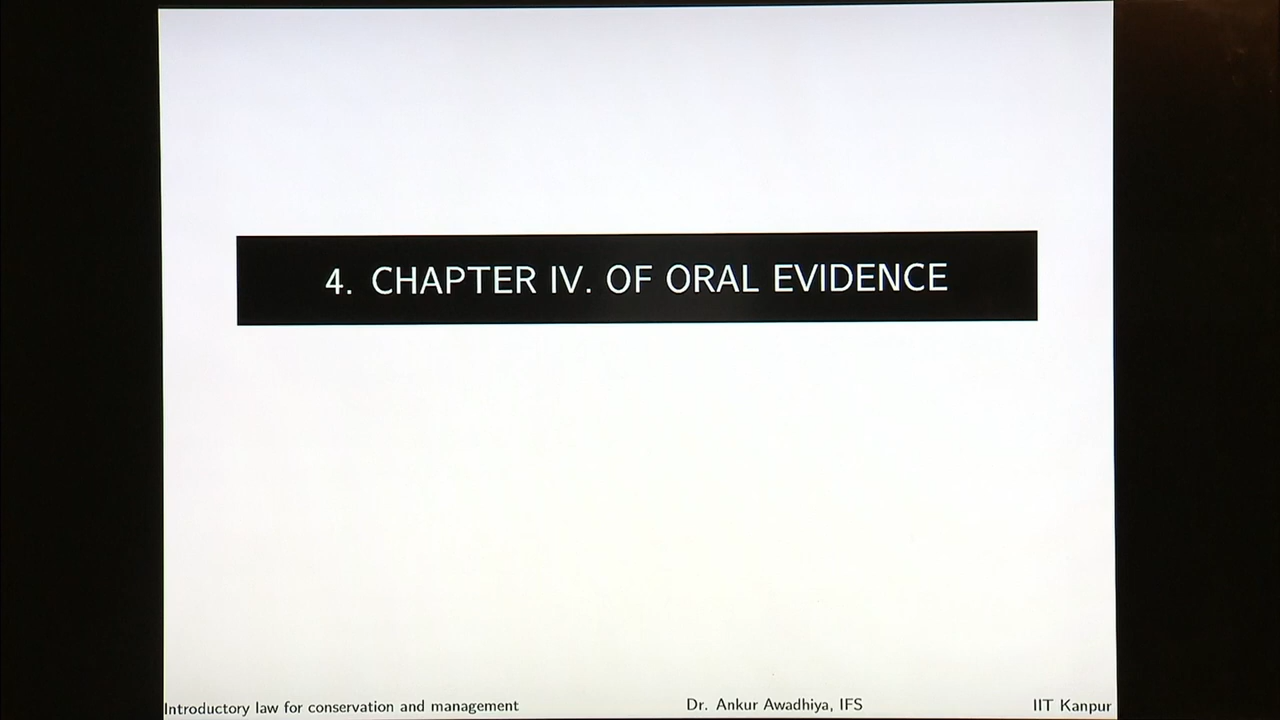 4. CHAPTER IV. OF ORAL EVIDENCE
Introductory law for conservation and management Dr. Ankur Awadhiya, IFS IIT Kanpur